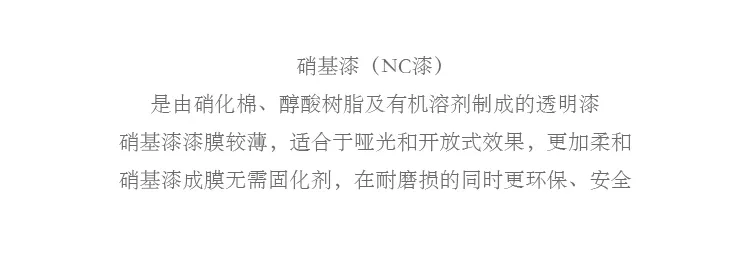 硝基漆（NC漆）
是由硝化棉、醇酸树脂及有机溶剂制成的透明漆
硝基漆漆膜较薄，适合于哑光和开放式效果，更加柔和
硝基漆成膜无需固化剂，在耐磨损的同时更环保、安全